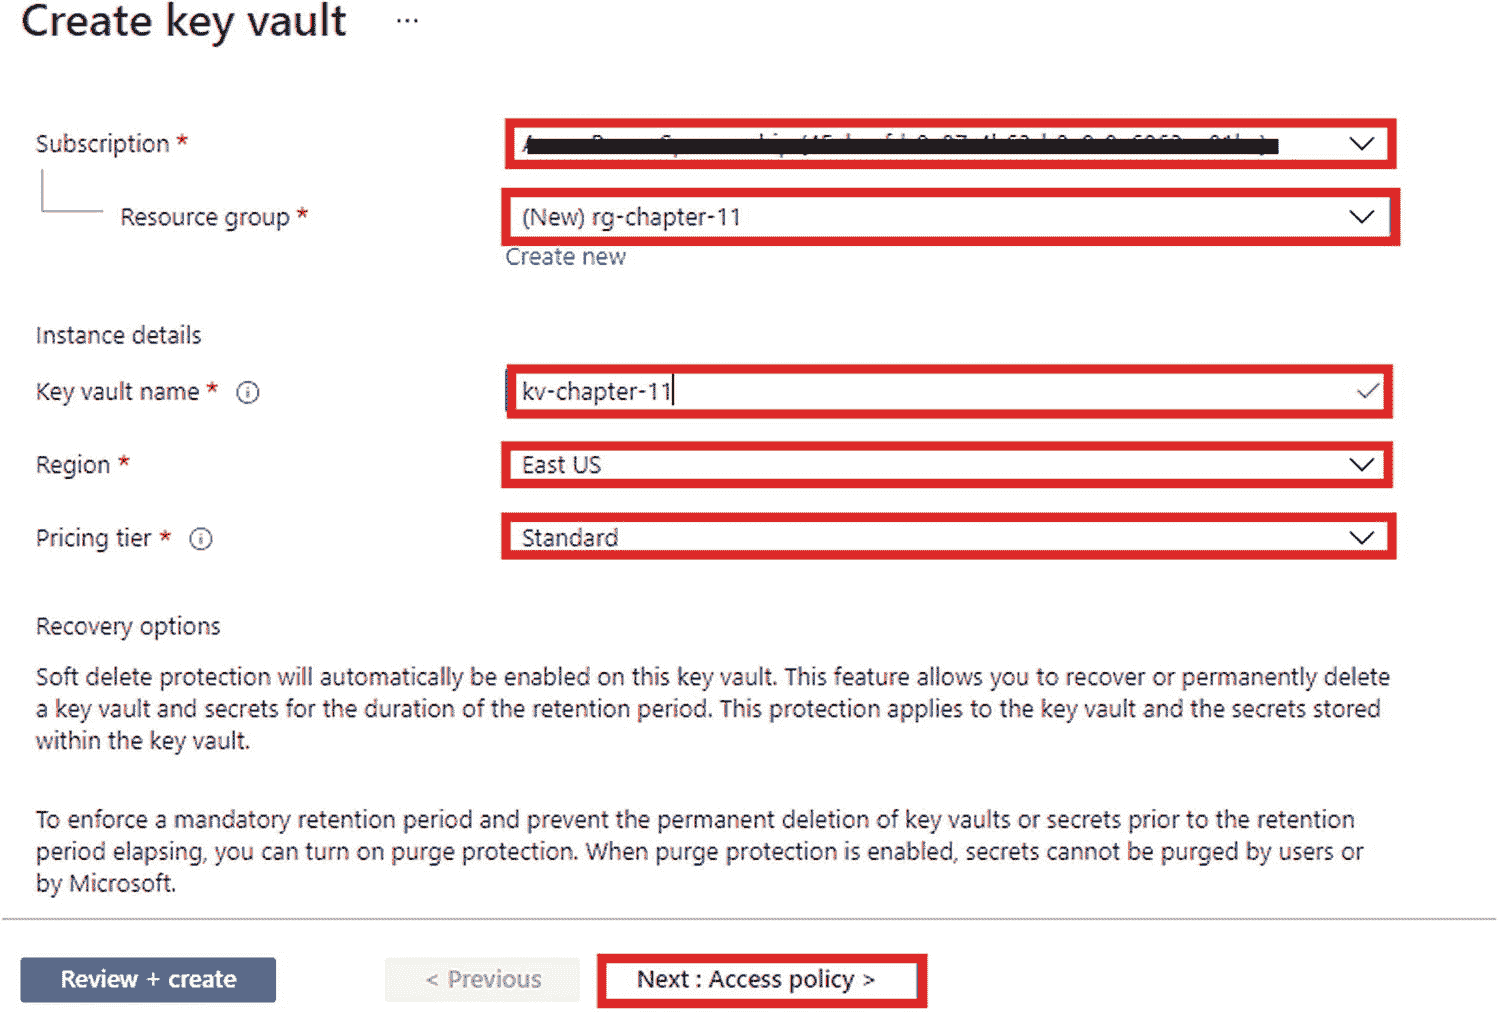 Create key vault ...
Subscription *
Resource group *
(New) rg-chapter-11
Create new
Instance details
Key vault name *
kv-chapter-11
Region *
East US
Pricing tier *
Standard
Recovery options
Soft delete protection will automatically be enabled on this key vault. This feature allows you to recover or permanently delete
a key vault and secrets for the duration of the retention period. This protection applies to the key vault and the secrets stored
within the key vault.
To enforce a mandatory retention period and prevent the permanent deletion of key vaults or secrets prior to the retention
period elapsing, you can turn on purge protection. When purge protection is enabled, secrets cannot be purged by users or
by Microsoft.
Review + create
< Previous
Next : Access policy >